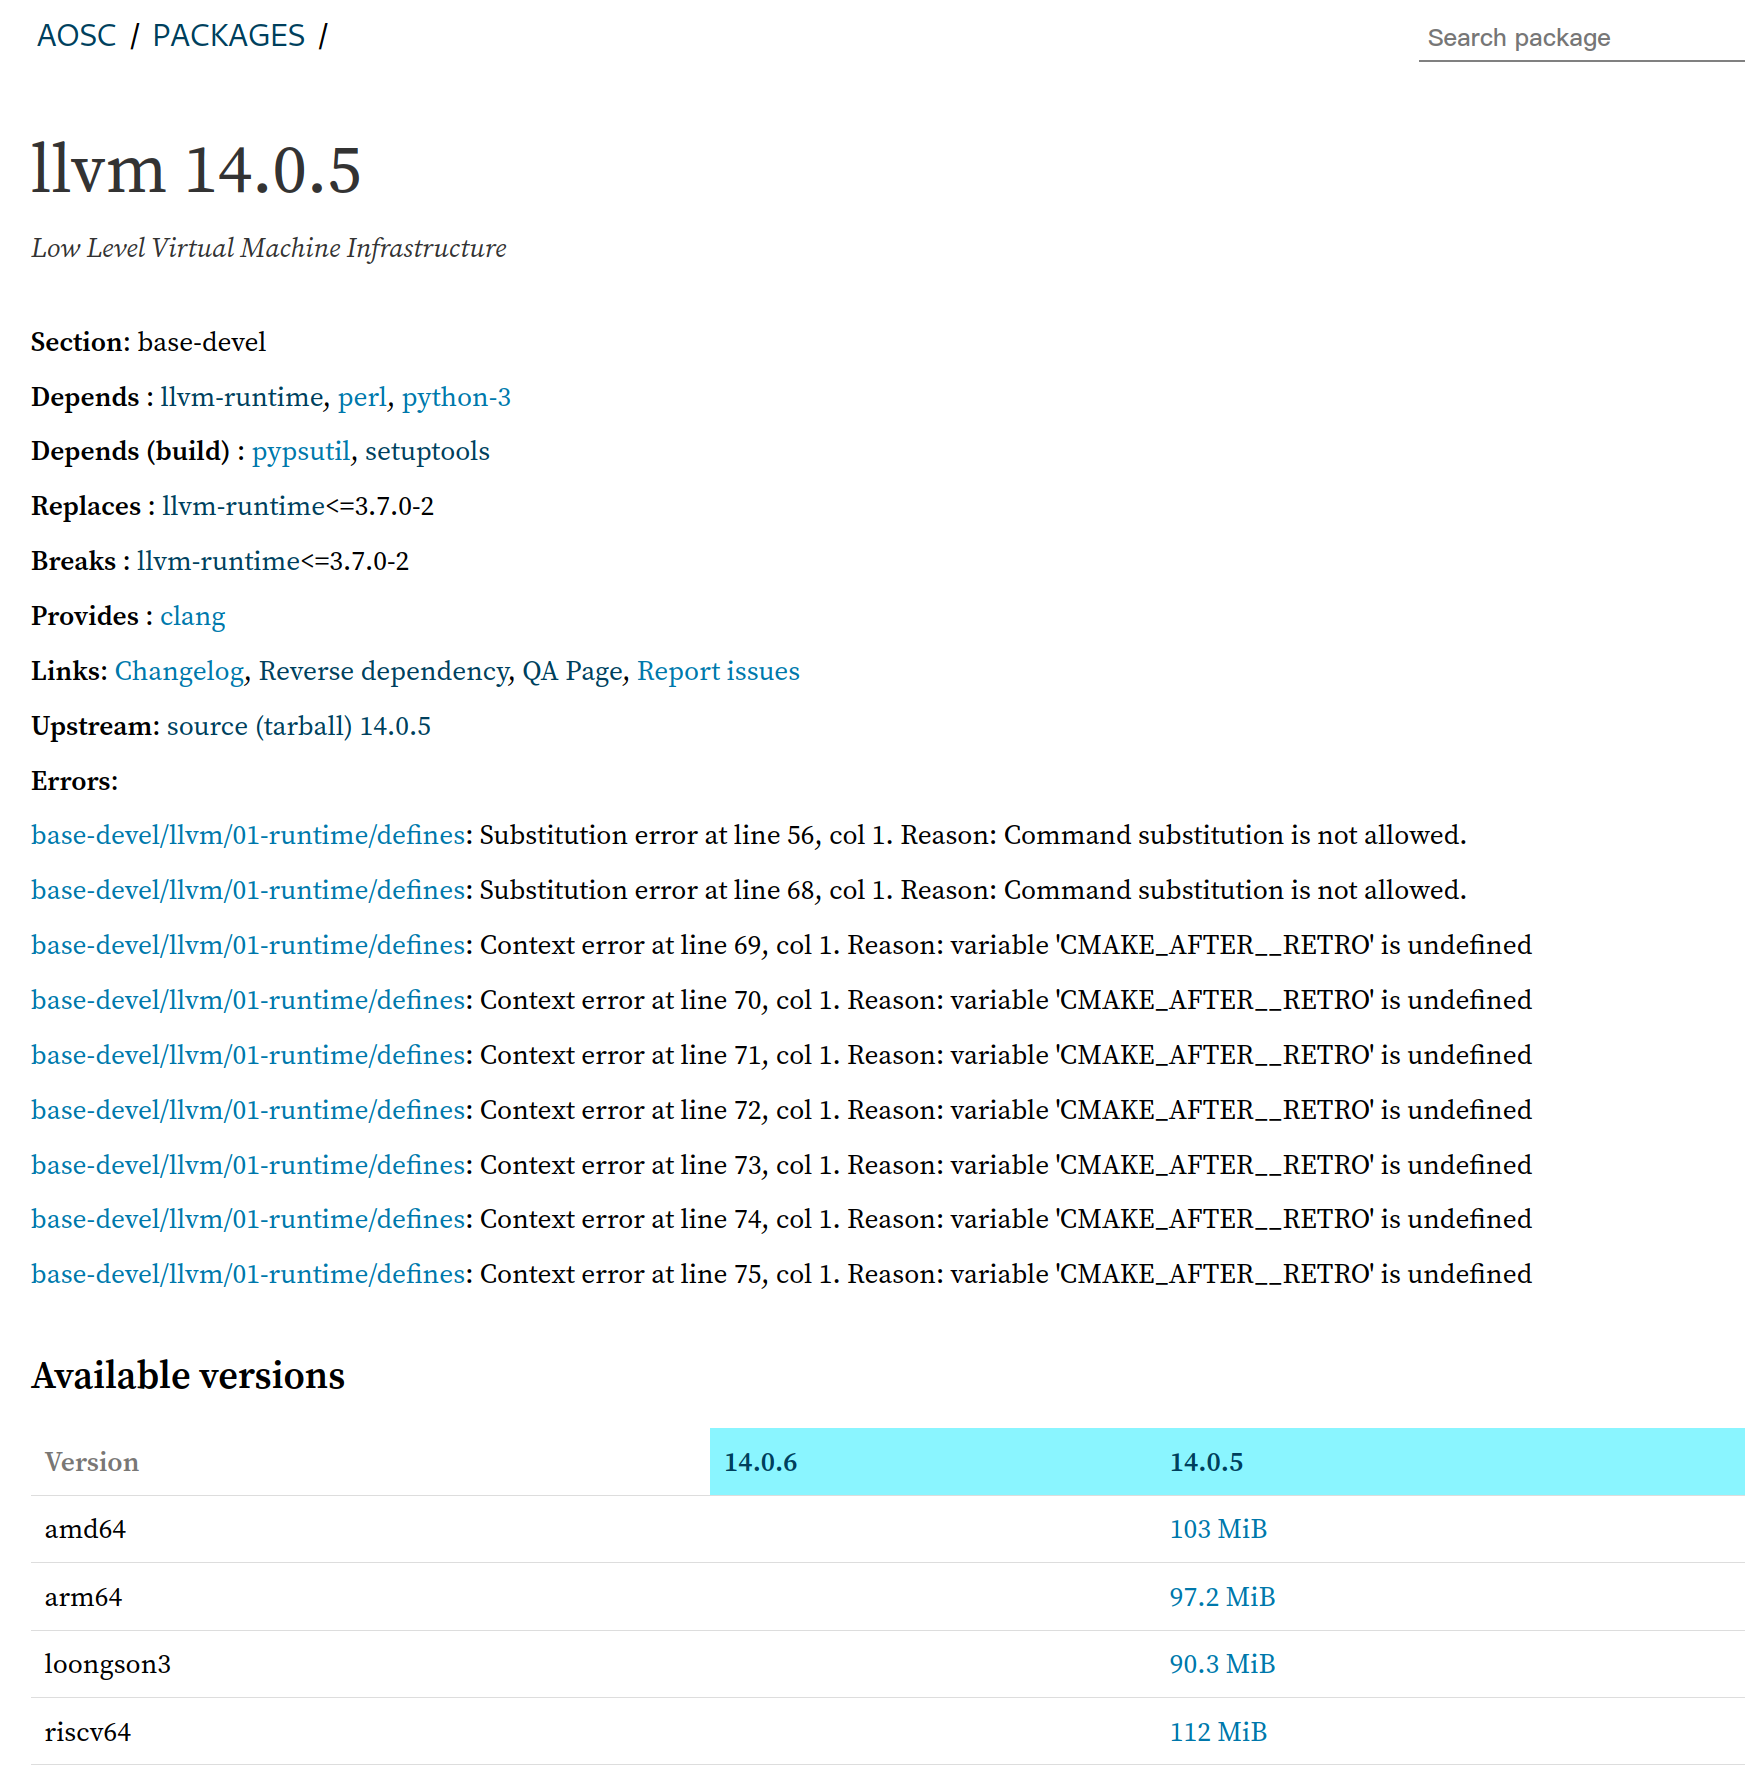 AOSC / PACKAGES /
Search package
llvm 14.0.5
Low Level Virtual Machine Infrastructure
Section: base-devel
Depends : llvm-runtime, perl, python-3
Depends (build) : pypsutil, setuptools
Replaces : llvm-runtime<=3.7.0-2
Breaks : llvm-runtime<=3.7.0-2
Provides : clang
Links: Changelog, Reverse dependency, QA Page, Report issues
Upstream: source (tarball) 14.0.5
Errors:
base-devel/llvm/01-runtime/defines: Substitution error at line 56, col 1. Reason: Command substitution is not allowed.
base-devel/llvm/01-runtime/defines: Substitution error at line 68, col 1. Reason: Command substitution is not allowed.
base-devel/llvm/01-runtime/defines: Context error at line 69, col 1. Reason: variable 'CMAKE_AFTER__RETRO' is undefined
base-devel/llvm/01-runtime/defines: Context error at line 70, col 1. Reason: variable 'CMAKE_AFTER__RETRO' is undefined
base-devel/llvm/01-runtime/defines: Context error at line 71, col 1. Reason: variable 'CMAKE_AFTER__RETRO' is undefined
base-devel/llvm/01-runtime/defines: Context error at line 72, col 1. Reason: variable 'CMAKE_AFTER__RETRO' is undefined
base-devel/llvm/01-runtime/defines: Context error at line 73, col 1. Reason: variable 'CMAKE_AFTER__RETRO' is undefined
base-devel/llvm/01-runtime/defines: Context error at line 74, col 1. Reason: variable 'CMAKE_AFTER__RETRO' is undefined
base-devel/llvm/01-runtime/defines: Context error at line 75, col 1. Reason: variable 'CMAKE_AFTER__RETRO' is undefined
Available versions
Version 14.0.6 14.0.5
amd64 103 MiB
arm64 97.2 MiB
loongson3 90.3 MiB
riscv64 112 MiB